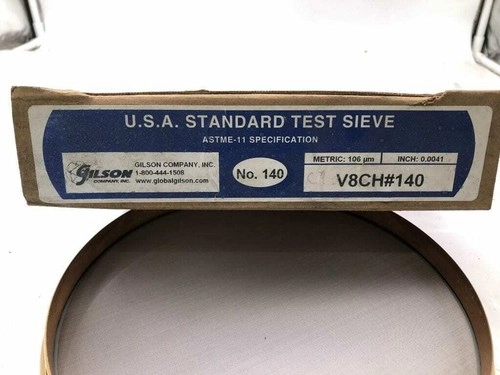 U.S.A. STANDARD TEST SIEVE
ASTME-11 SPECIFICATION
GILSON
COMPANY, INC.
GILSON COMPANY, INC.
1-800-444-1508
www.globalgilson.com
No. 140
METRIC: 106 µm
INCH: 0.0041
V8CH#140